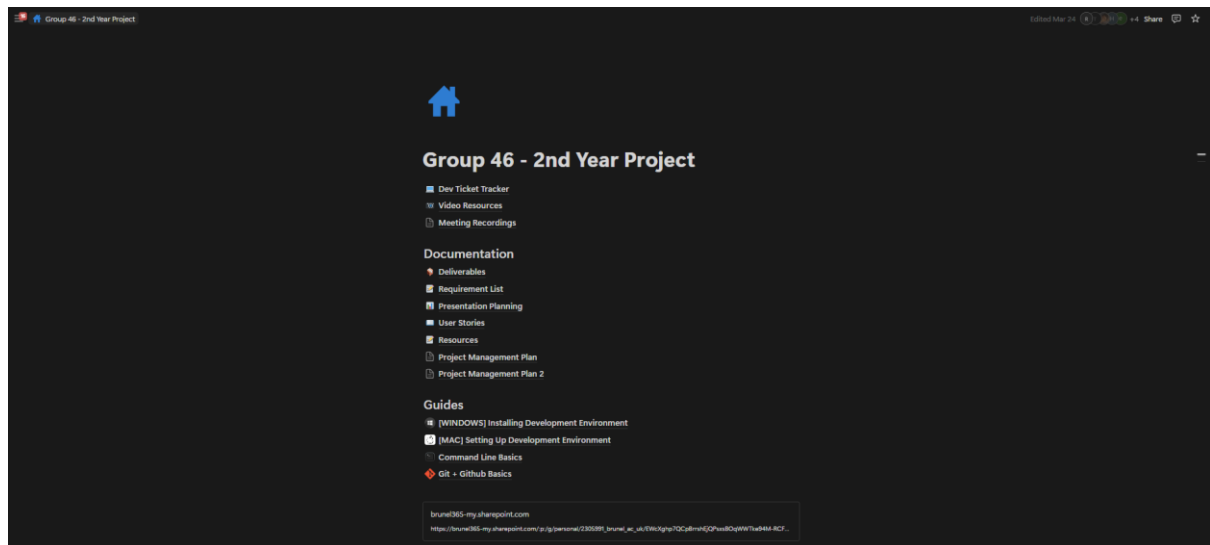 Group 46 - 2nd Year Project
Edited Mar 24
+4 Share
Group 46 - 2nd Year Project
Dev Ticket Tracker
Video Resources
Meeting Recordings
Documentation
Deliverables
Requirement List
Presentation Planning
User Stories
Resources
Project Management Plan
Project Management Plan 2
Guides
[WINDOWS] Installing Development Environment
[MAC] Setting Up Development Environment
Command Line Basics
Git + Github Basics
brunel365-my.sharepoint.com